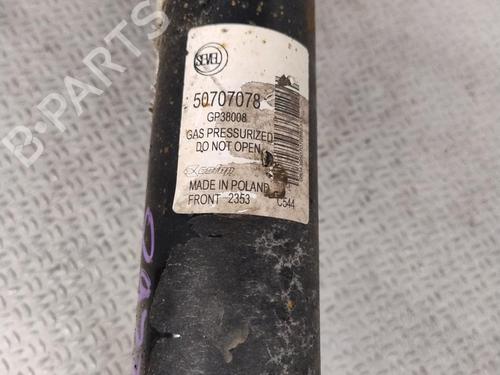 SEVEL
50707078
GP38008
GAS PRESSURIZED
DO NOT OPEN
MADE IN POLAND
FRONT 2353
C544
B-PARTS